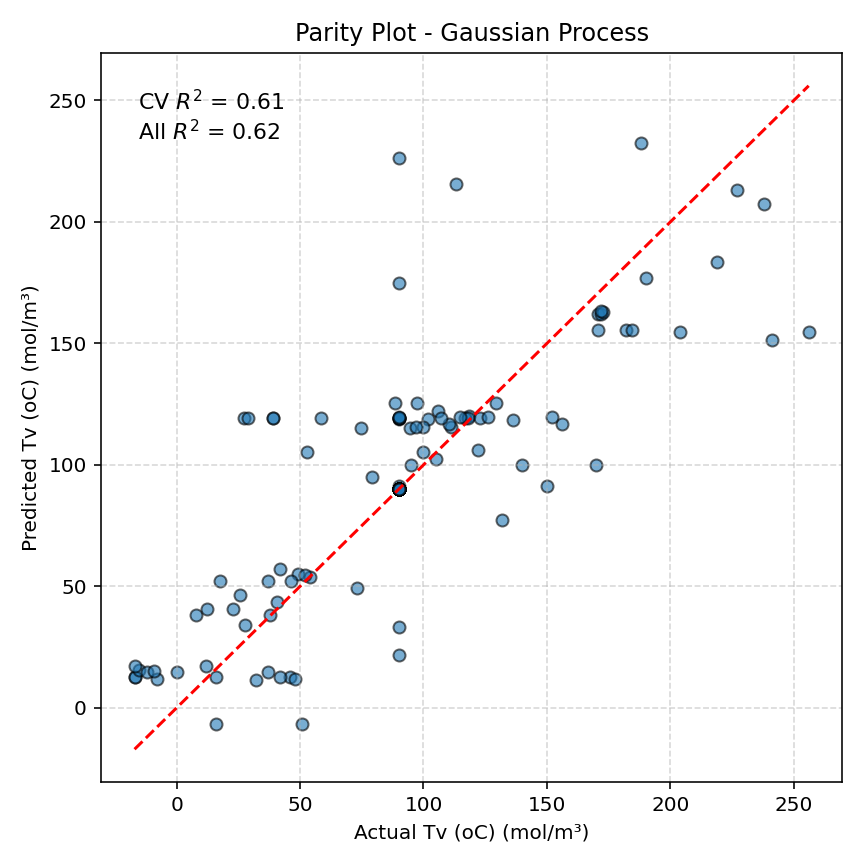 Parity Plot - Gaussian Process
CV R² = 0.61
All R² = 0.62
250
200
150
100
50
0
Predicted Tv (oC) (mol/m³)
0 50 100 150 200 250
Actual Tv (oC) (mol/m³)